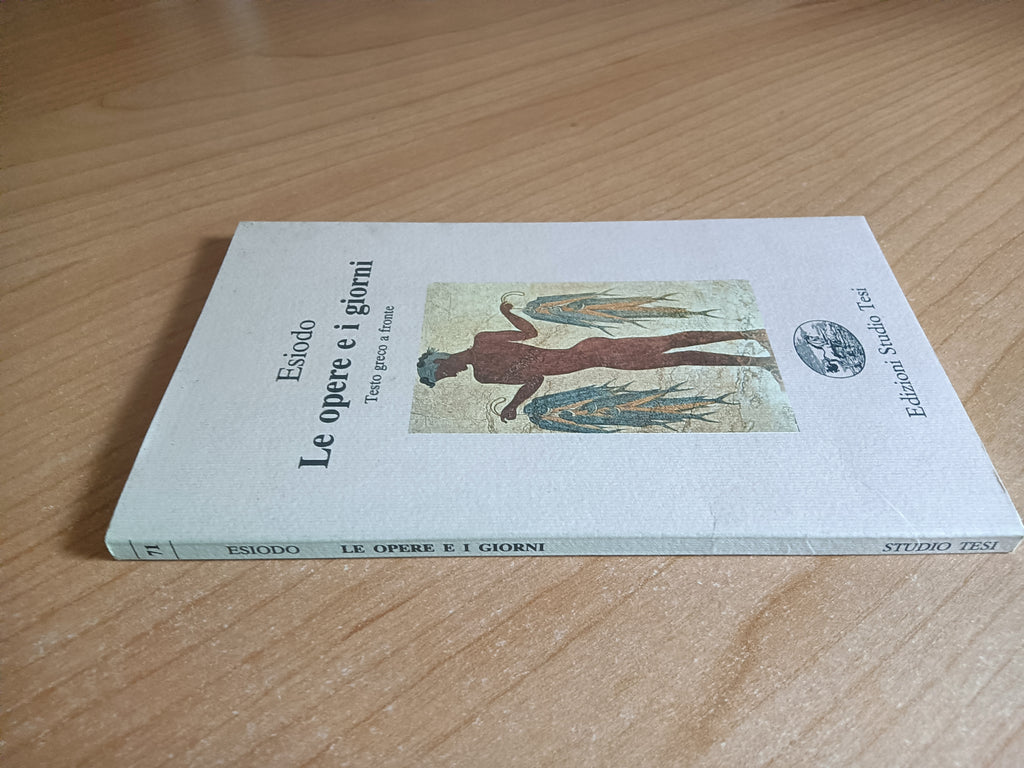 Esiodo
Le opere e i giorni
Testo greco a fronte
Edizioni Studio Tesi
71
ESIODO LE OPERE E I GIORNI
STUDIO TESI